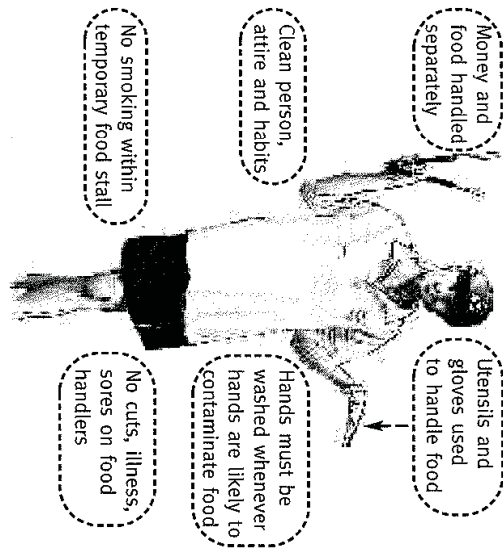 Money and
food handled
separately
Clean person,
attire and habits
No smoking within
temporary food stall
Utensils and
gloves used
to handle food
Hands must be
washed whenever
hands are likely to
contaminate food
No cuts, illness,
sores on food
handlers